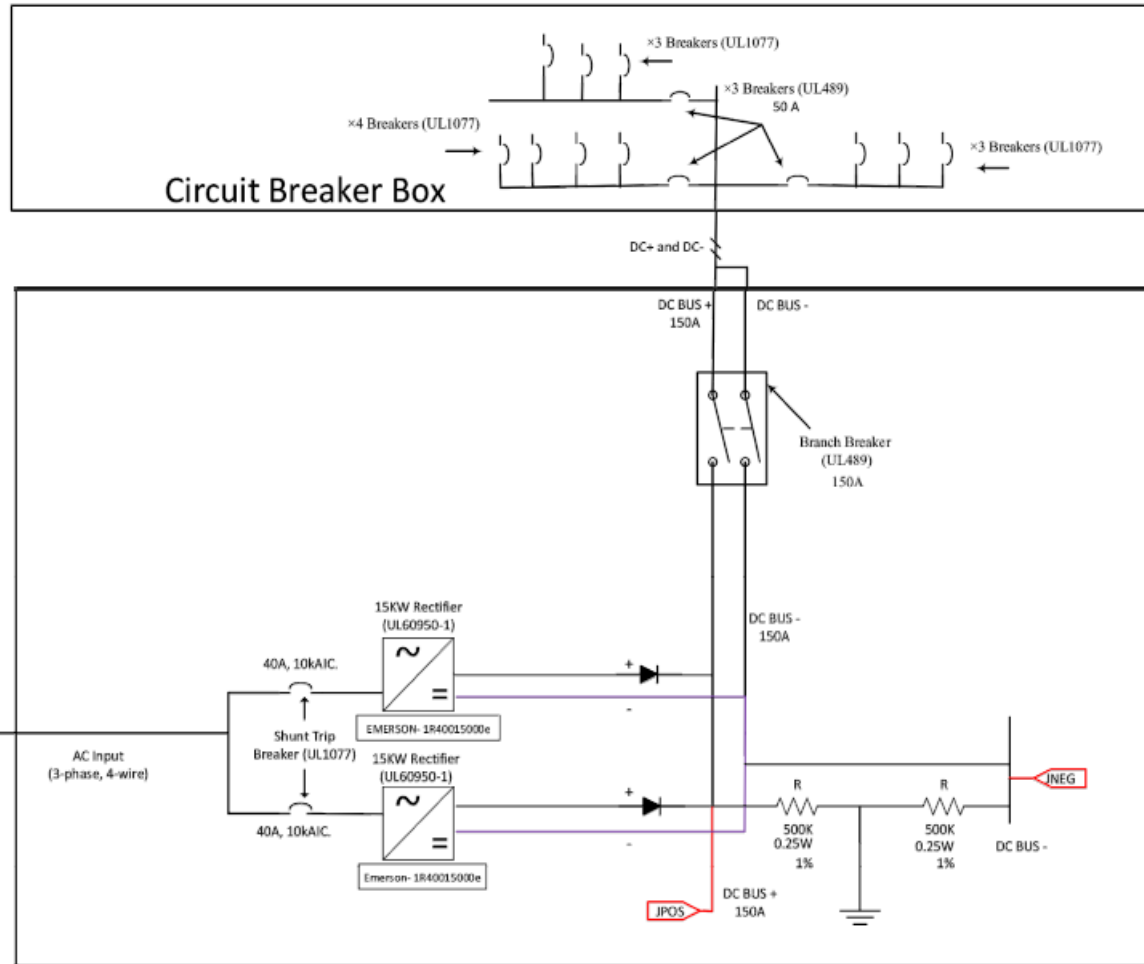 ×3 Breakers (UL1077)
×3 Breakers (UL489)
50 A
×4 Breakers (UL1077)
×3 Breakers (UL1077)
Circuit Breaker Box
DC+ and DC-
DC BUS +
150A
DC BUS -
Branch Breaker
(UL489)
150A
DC BUS -
150A
15KW Rectifier
(UL60950-1)
~
=
40A, 10kAIC.
EMERSON- 1R40015000e
+
-
Shunt Trip
Breaker (UL1077)
AC Input
(3-phase, 4-wire)
15KW Rectifier
(UL60950-1)
~
=
40A, 10kAIC.
Emerson- 1R40015000e
+
-
R
500K
0.25W
1%
R
500K
0.25W
1%
JNEG
DC BUS -
DC BUS +
150A
JPOS